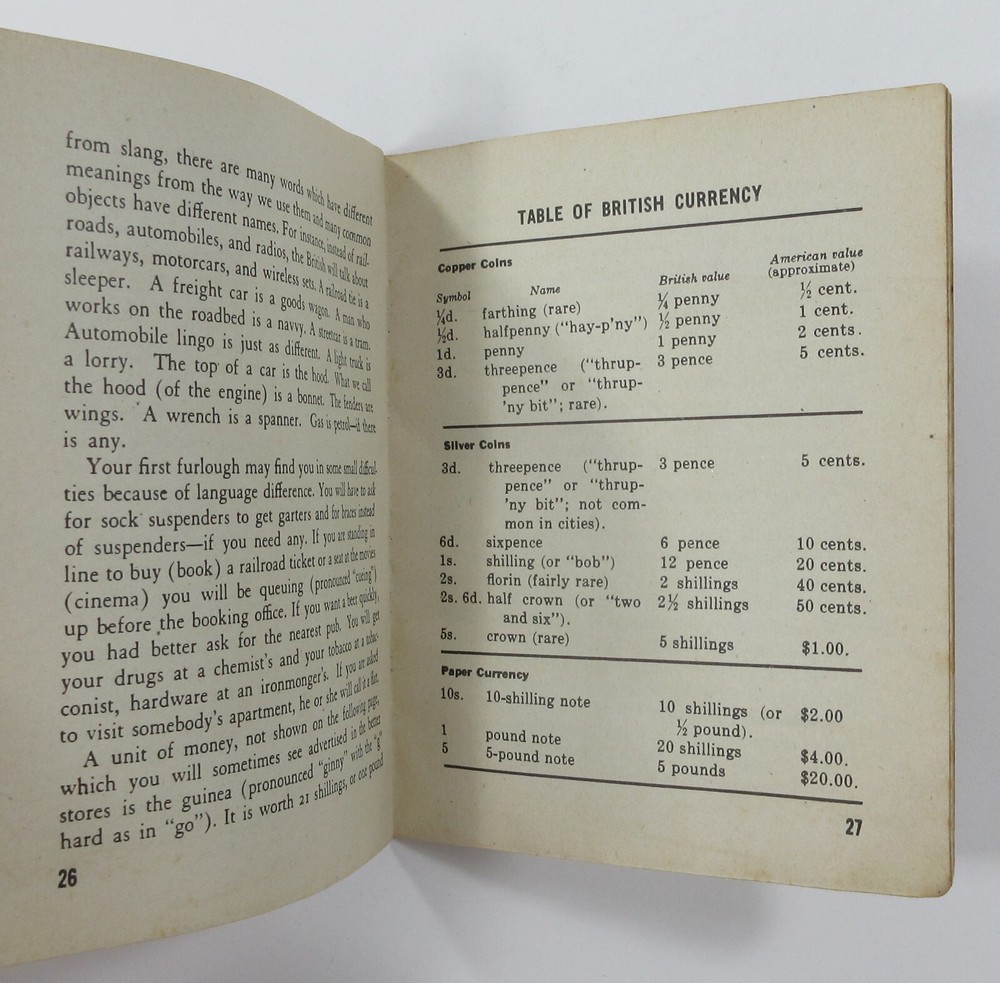 from slang, there are many words which have different
meanings from the way we use them and many common
objects have different names. For instance, instead of rail-
roads, automobiles, and radios, the British will talk about
railways, motorcars, and wireless sets. A railroad tie is a
sleeper. A freight car is a goods wagon. A man who
works on the roadbed is a navvy. A streetcar is a tram.
Automobile lingo is just as different. A light truck is
a lorry. The top of a car is the hood. What we call
the hood (of the engine) is a bonnet. The fenders are
wings. A wrench is a spanner. Gas is petrol—if there
is any.
Your first furlough may find you in some small difficul-
ties because of language difference. You will have to ask
for sock suspenders to get garters and for braces instead
of suspenders—if you need any. If you are standing in
line to buy (book) a railroad ticket or a seat at the movies
(cinema) you will be queuing (pronounced "cueing")
up before the booking office. If you want a beer quickly,
you had better ask for the nearest pub. You will get
your drugs at a chemist's and your tobacco at a tobac-
conist, hardware at an ironmonger's. If you are asked
to visit somebody's apartment, he or she will call it a flat.
A unit of money, not shown on the following page,
which you will sometimes see advertised in the better
stores is the guinea (pronounced "ginny" with the "g"
hard as in "go"). It is worth 21 shillings, or one pound
26
TABLE OF BRITISH CURRENCY
Copper Coins
Symbol Name British value American value (approximate)
¼d. farthing (rare) ¼ penny ½ cent.
½d. halfpenny ("hay-p'ny") ½ penny 1 cent.
1d. penny 1 penny 2 cents.
3d. threepence ("thrup- 3 pence 5 cents.
pence" or "thrup-
'ny bit"; rare).
Silver Coins
3d. threepence ("thrup- 3 pence 5 cents.
pence" or "thrup-
'ny bit"; not com-
mon in cities).
6d. sixpence 6 pence 10 cents.
1s. shilling (or "bob") 12 pence 20 cents.
2s. florin (fairly rare) 2 shillings 40 cents.
2s. 6d. half crown (or "two 2½ shillings 50 cents.
and six").
5s. crown (rare) 5 shillings $1.00.
Paper Currency
10s. 10-shilling note 10 shillings (or $2.00
½ pound).
1 pound note 20 shillings $4.00.
5 5-pound note 5 pounds $20.00.
27